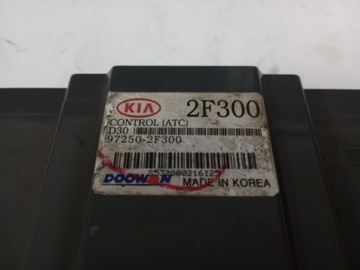 KIA 2F300
CONTROL (ATC)
D30
97250-2F300
DOOWON MADE IN KOREA